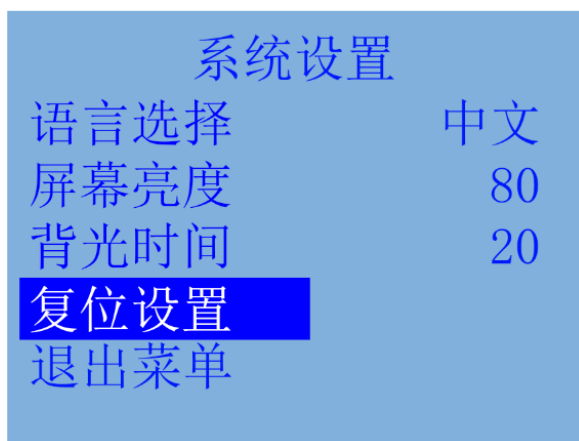 系统设置
语言选择 中文
屏幕亮度 80
背光时间 20
复位设置
退出菜单